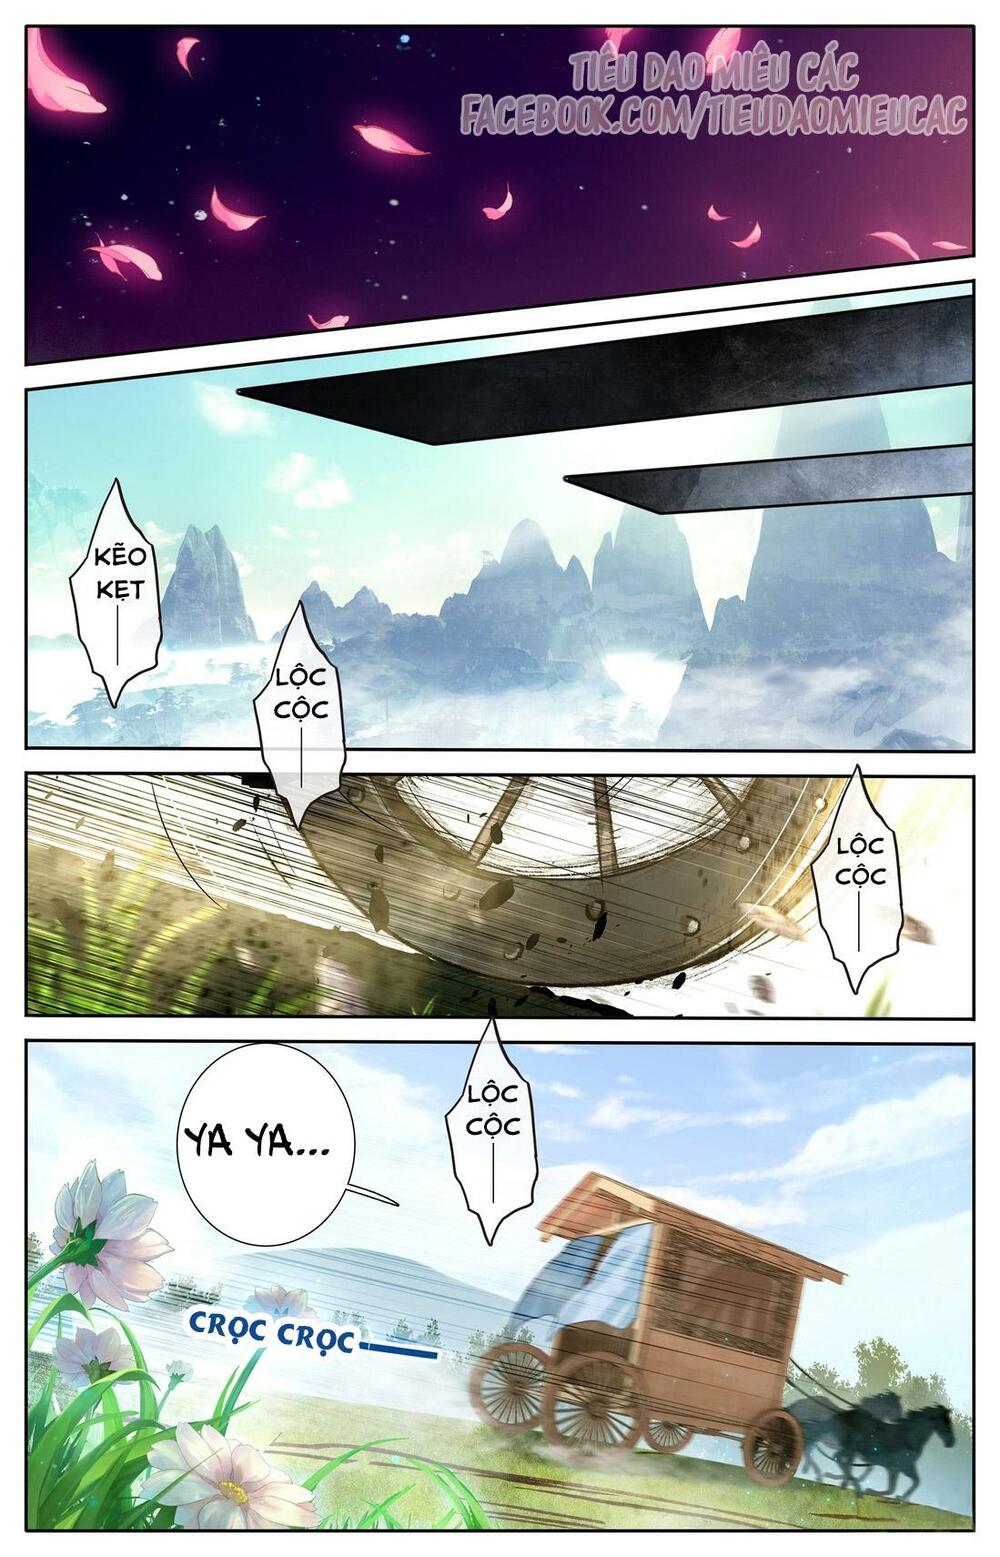 TIÊU DAO MIÊU CÁC
FACEBOOK.COM/TIEUDAOMIEUCAC
KẼO
KẸT
LỘC
CỘC
LỘC
CỘC
LỘC
CỘC
YA YA...
CRỌC CRỌC